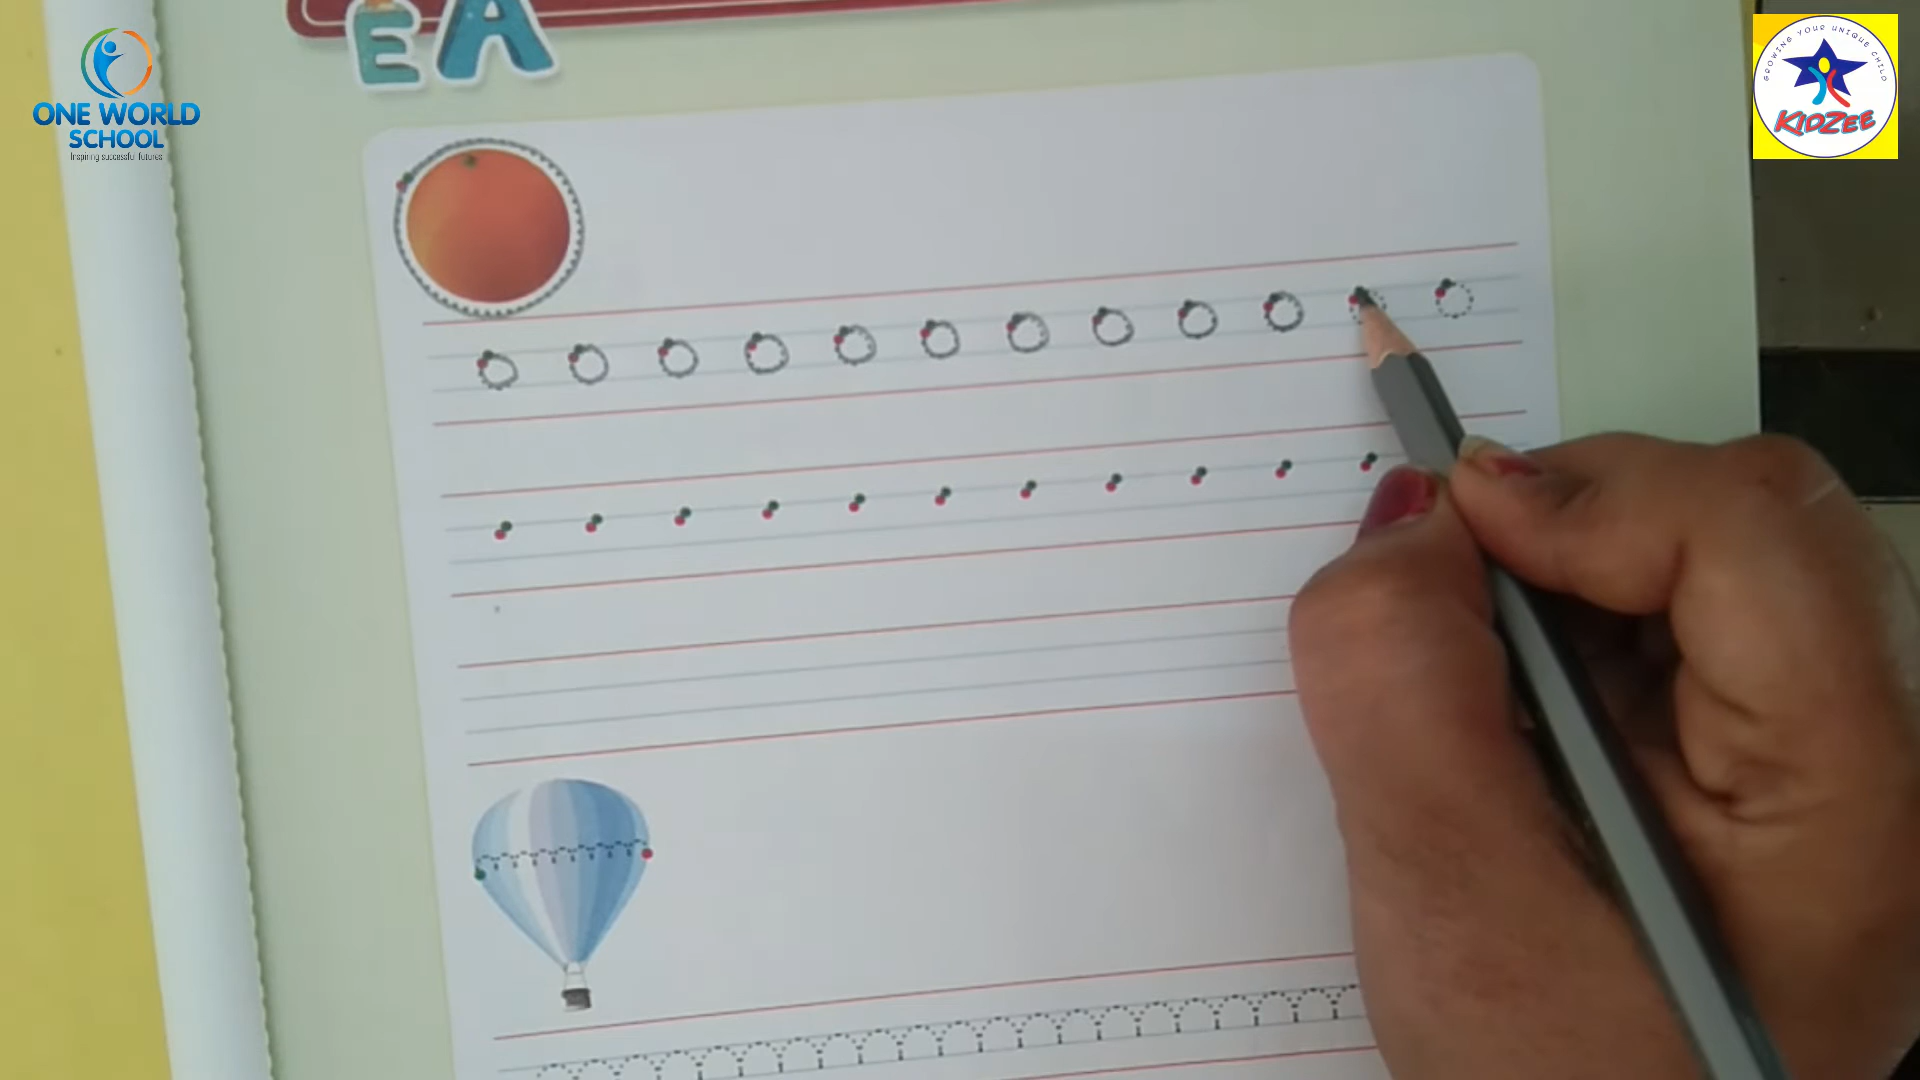 ONE WORLD
SCHOOL
Inspiring successful futures
GROWING YOUR UNIQUE CHILD
KIDZEE
E A